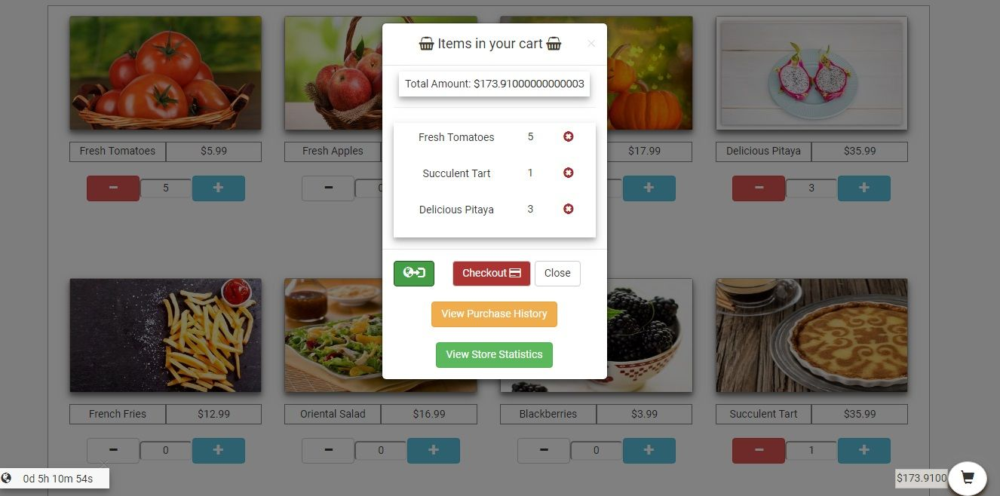 Items in your cart ×
Total Amount: $173.91000000000003
Fresh Tomatoes 5
Succulent Tart 1
Delicious Pitaya 3
Checkout Close
View Purchase History
View Store Statistics
Fresh Tomatoes $5.99
Fresh Apples
$17.99
Delicious Pitaya $35.99
− 5 +
−
+
− 3 +
French Fries $12.99
Oriental Salad $16.99
Blackberries $3.99
Succulent Tart $35.99
− 0 +
− 0 +
− 0 +
− 1 +
0d 5h 10m 54s
$173.9100